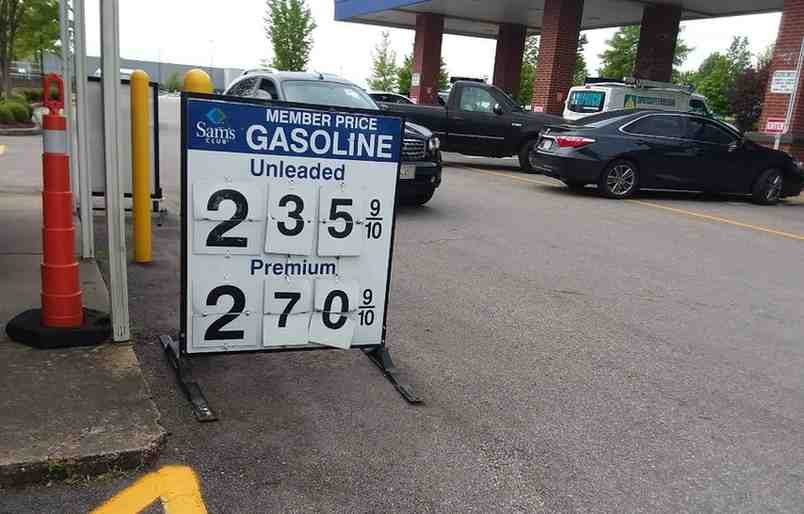 MEMBER PRICE
Sam's
CLUB
GASOLINE
Unleaded
2 3 5 9/10
Premium
2 7 0 9/10